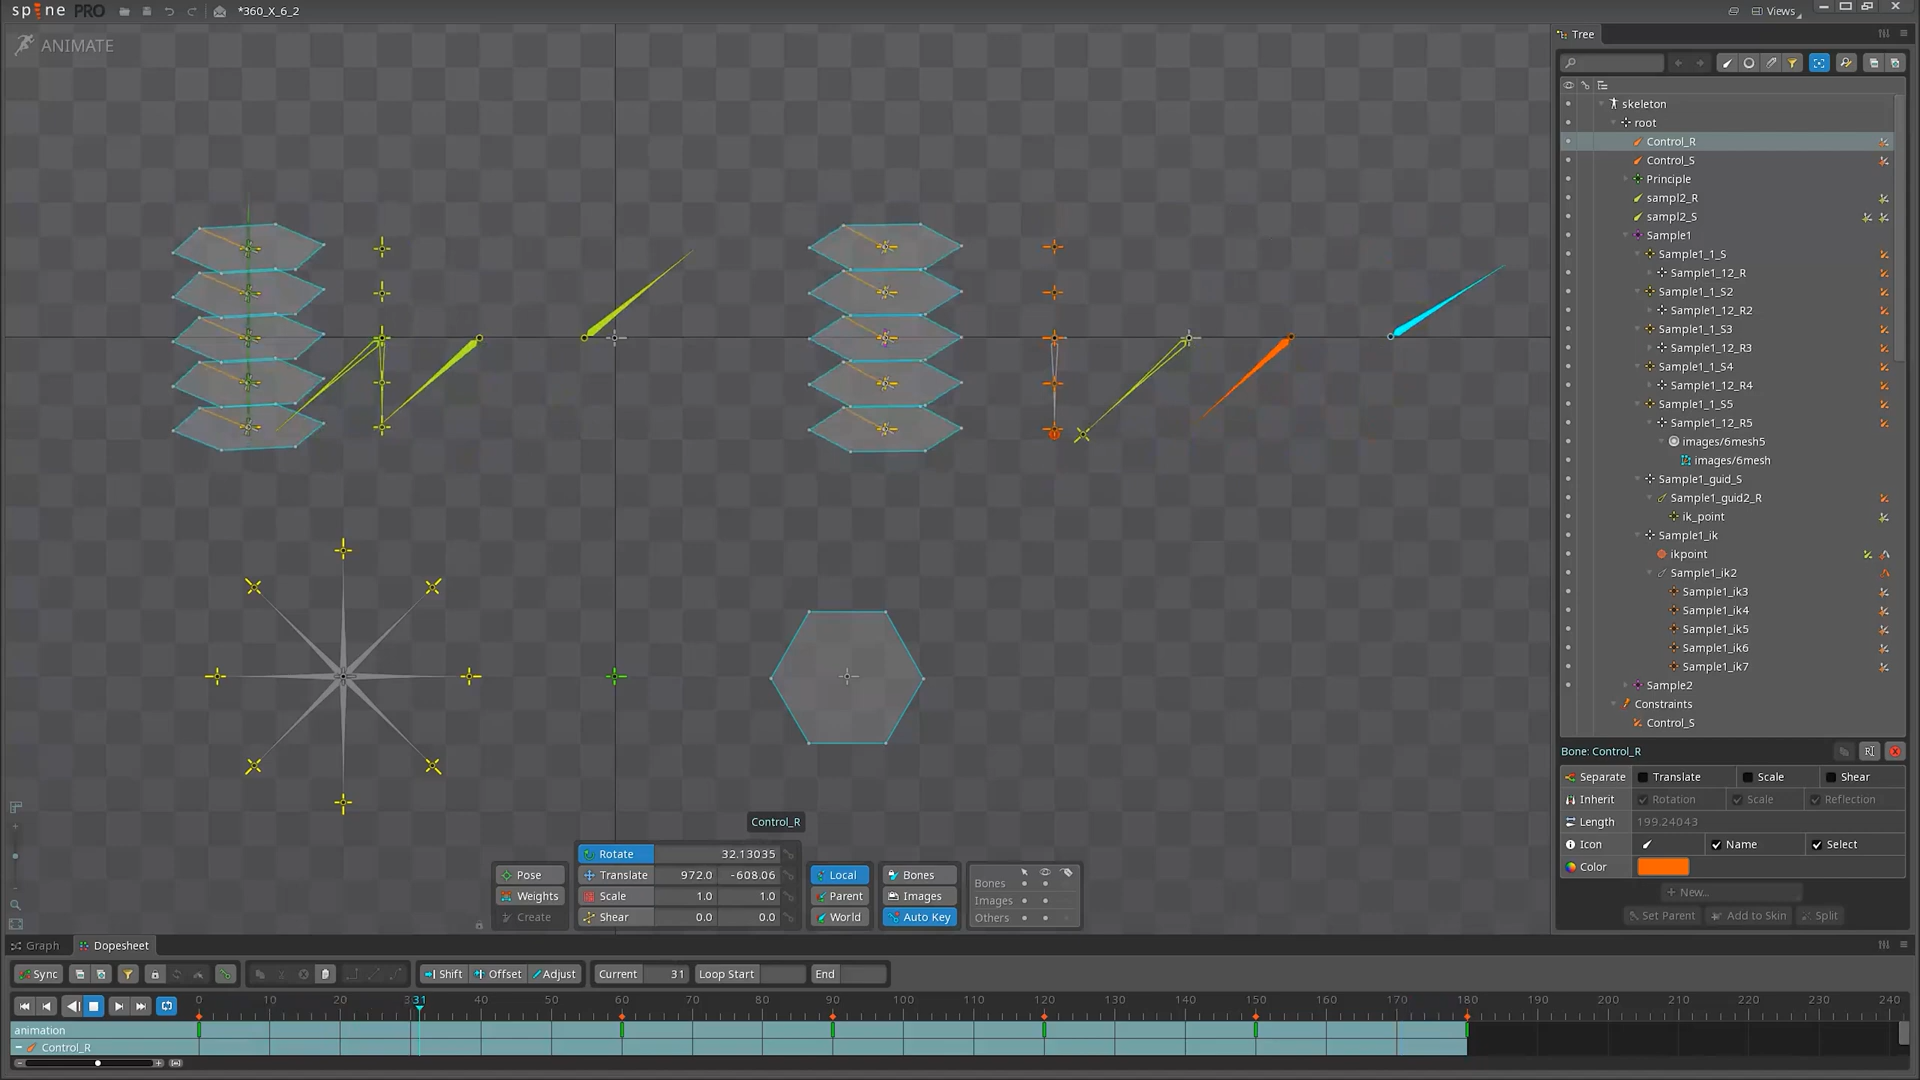 spine PRO
*360_X_6_2
Views
ANIMATE
Tree
skeleton
root
Control_R
Control_S
Principle
sampl2_R
sampl2_S
Sample1
Sample1_1_S
Sample1_12_R
Sample1_1_S2
Sample1_12_R2
Sample1_1_S3
Sample1_12_R3
Sample1_1_S4
Sample1_12_R4
Sample1_1_S5
Sample1_12_R5
images/6mesh5
images/6mesh
Sample1_guid_S
Sample1_guid2_R
ik_point
Sample1_ik
ikpoint
Sample1_ik2
Sample1_ik3
Sample1_ik4
Sample1_ik5
Sample1_ik6
Sample1_ik7
Sample2
Constraints
Control_S
Bone: Control_R
Separate Translate Scale Shear
Inherit Rotation Scale Reflection
Length 199.24043
Icon Name Select
Color
New...
Set Parent Add to Skin Split
Control_R
Rotate 32.13035
Pose Translate 972.0 -608.06 Local Bones
Weights Scale 1.0 1.0 Parent Images
Create Shear 0.0 0.0 World Auto Key
Bones
Images
Others
Graph Dopesheet
Sync Shift Offset Adjust Current 31 Loop Start End
0 10 20 31 40 50 60 70 80 90 100 110 120 130 140 150 160 170 180 190 200 210 220 230 240
animation
Control_R